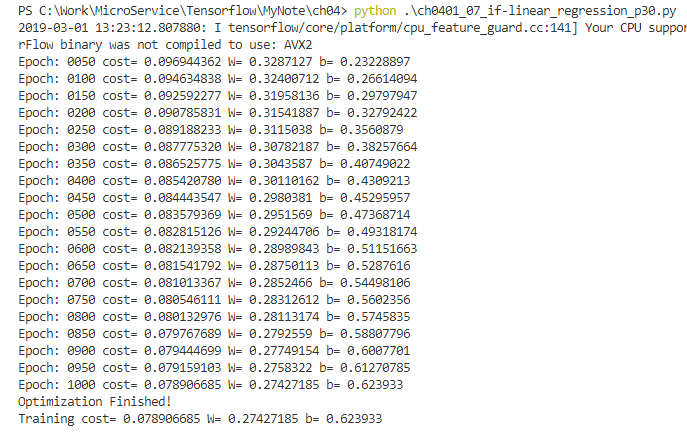 PS C:\Work\MicroService\Tensorflow\MyNote\ch04> python .\ch0401_07_if-linear_regression_p30.py
2019-03-01 13:23:12.807880: I tensorflow/core/platform/cpu_feature_guard.cc:141] Your CPU suppor
rFlow binary was not compiled to use: AVX2
Epoch: 0050 cost= 0.096944362 W= 0.3287127 b= 0.23228897
Epoch: 0100 cost= 0.094634838 W= 0.32400712 b= 0.26614094
Epoch: 0150 cost= 0.092592277 W= 0.31958136 b= 0.29797947
Epoch: 0200 cost= 0.090785831 W= 0.31541887 b= 0.32792422
Epoch: 0250 cost= 0.089188233 W= 0.3115038 b= 0.3560879
Epoch: 0300 cost= 0.087775320 W= 0.30782187 b= 0.38257664
Epoch: 0350 cost= 0.086525775 W= 0.3043587 b= 0.40749022
Epoch: 0400 cost= 0.085420780 W= 0.30110162 b= 0.4309213
Epoch: 0450 cost= 0.084443547 W= 0.2980381 b= 0.45295957
Epoch: 0500 cost= 0.083579369 W= 0.2951569 b= 0.47368714
Epoch: 0550 cost= 0.082815126 W= 0.29244706 b= 0.49318174
Epoch: 0600 cost= 0.082139358 W= 0.28989843 b= 0.51151663
Epoch: 0650 cost= 0.081541792 W= 0.28750113 b= 0.5287616
Epoch: 0700 cost= 0.081013367 W= 0.2852466 b= 0.54498106
Epoch: 0750 cost= 0.080546111 W= 0.28312612 b= 0.5602356
Epoch: 0800 cost= 0.080132976 W= 0.28113174 b= 0.5745835
Epoch: 0850 cost= 0.079767689 W= 0.2792559 b= 0.58807796
Epoch: 0900 cost= 0.079444699 W= 0.27749154 b= 0.6007701
Epoch: 0950 cost= 0.079159103 W= 0.2758322 b= 0.61270785
Epoch: 1000 cost= 0.078906685 W= 0.27427185 b= 0.623933
Optimization Finished!
Training cost= 0.078906685 W= 0.27427185 b= 0.623933